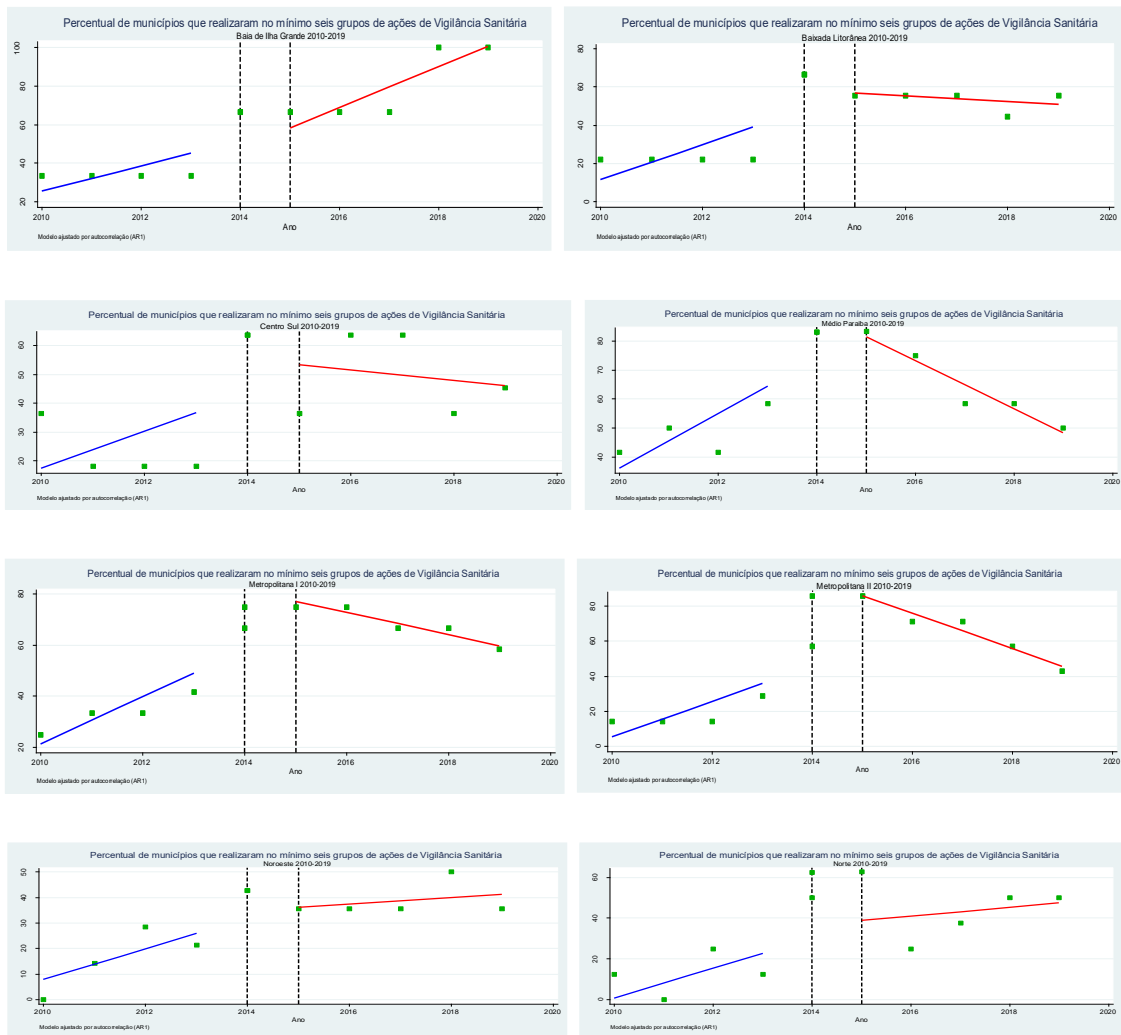 Percentual de municípios que realizaram no mínimo seis grupos de ações de Vigilância Sanitária
Baia de Ilha Grande 2010-2019
100
80
60
40
20
2010 2012 2014 2016 2018 2020
Ano
Modelo ajustado por autocorrelação (AR1)
Percentual de municípios que realizaram no mínimo seis grupos de ações de Vigilância Sanitária
Baixada Litorânea 2010-2019
80
60
40
20
0
2010 2012 2014 2016 2018 2020
Ano
Modelo ajustado por autocorrelação (AR1)
Percentual de municípios que realizaram no mínimo seis grupos de ações de Vigilância Sanitária
Centro Sul 2010-2019
60
50
40
30
20
2010 2012 2014 2016 2018 2020
Ano
Modelo ajustado por autocorrelação (AR1)
Percentual de municípios que realizaram no mínimo seis grupos de ações de Vigilância Sanitária
Médio Paraiba 2010-2019
80
70
60
50
40
2010 2012 2014 2016 2018 2020
Ano
Modelo ajustado por autocorrelação (AR1)
Percentual de municípios que realizaram no mínimo seis grupos de ações de Vigilância Sanitária
Metropolitana I 2010-2019
80
60
40
20
2010 2012 2014 2016 2018 2020
Ano
Modelo ajustado por autocorrelação (AR1)
Percentual de municípios que realizaram no mínimo seis grupos de ações de Vigilância Sanitária
Metropolitana II 2010-2019
80
60
40
20
0
2010 2012 2014 2016 2018 2020
Ano
Modelo ajustado por autocorrelação (AR1)
Percentual de municípios que realizaram no mínimo seis grupos de ações de Vigilância Sanitária
Noroeste 2010-2019
50
40
30
20
10
0
2010 2012 2014 2016 2018 2020
Ano
Modelo ajustado por autocorrelação (AR1)
Percentual de municípios que realizaram no mínimo seis grupos de ações de Vigilância Sanitária
Norte 2010-2019
60
40
20
0
2010 2012 2014 2016 2018 2020
Ano
Modelo ajustado por autocorrelação (AR1)